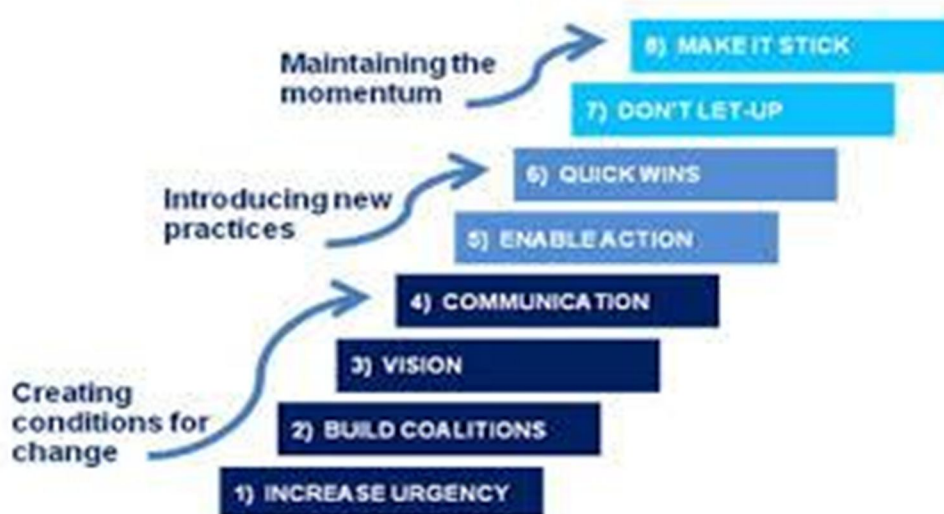 Maintaining the
momentum
8) MAKE IT STICK
7) DON'T LET-UP
Introducing new
practices
6) QUICK WINS
5) ENABLE ACTION
4) COMMUNICATION
3) VISION
Creating
conditions for
change
2) BUILD COALITIONS
1) INCREASE URGENCY